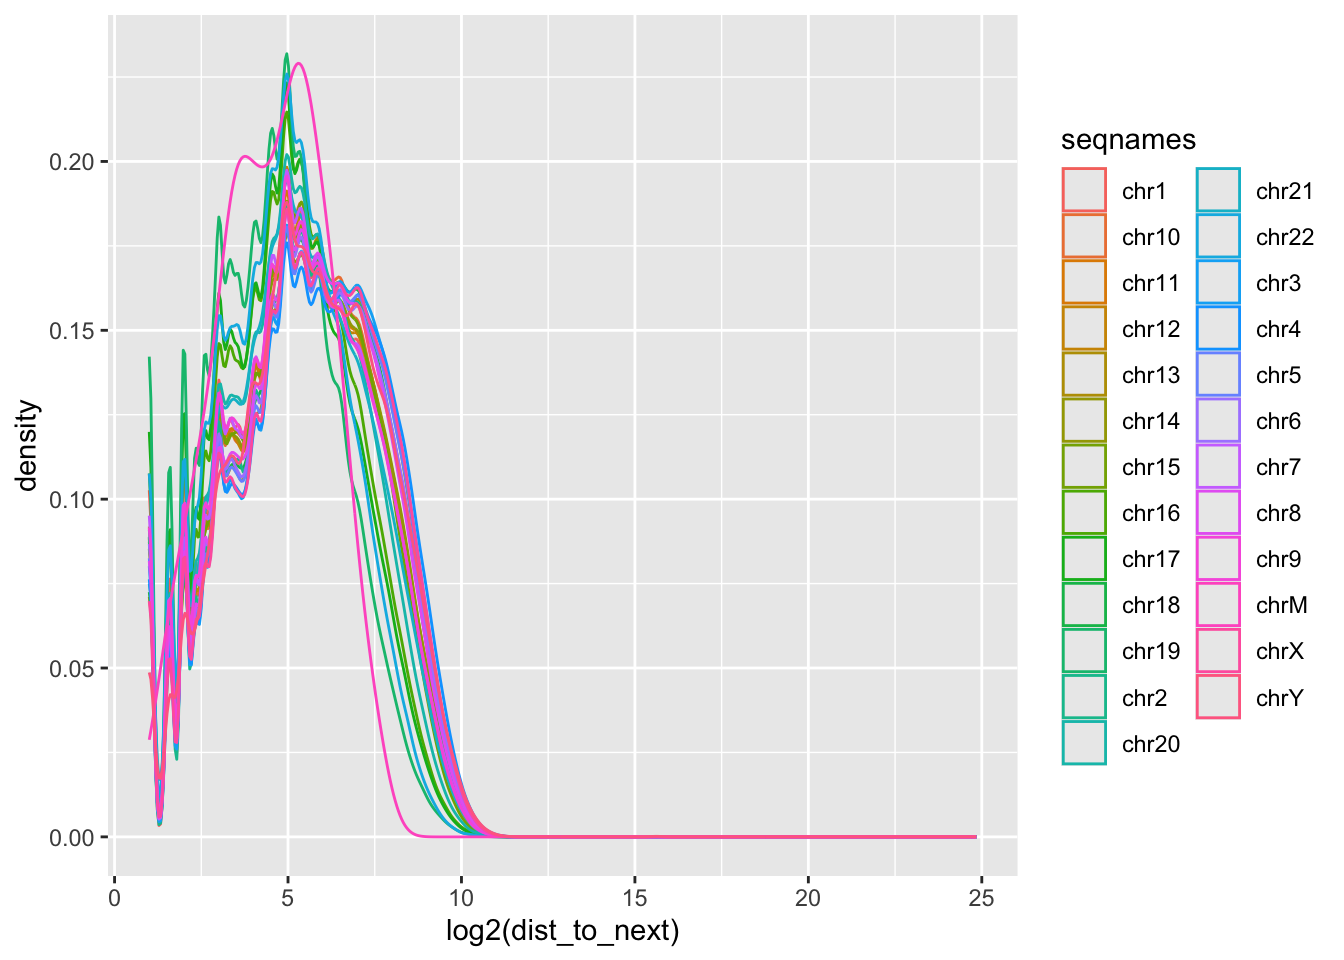 density
0.20
0.15
0.10
0.05
0.00
0 5 10 15 20 25
log2(dist_to_next)
seqnames
chr1
chr10
chr11
chr12
chr13
chr14
chr15
chr16
chr17
chr18
chr19
chr2
chr20
chr21
chr22
chr3
chr4
chr5
chr6
chr7
chr8
chr9
chrM
chrX
chrY